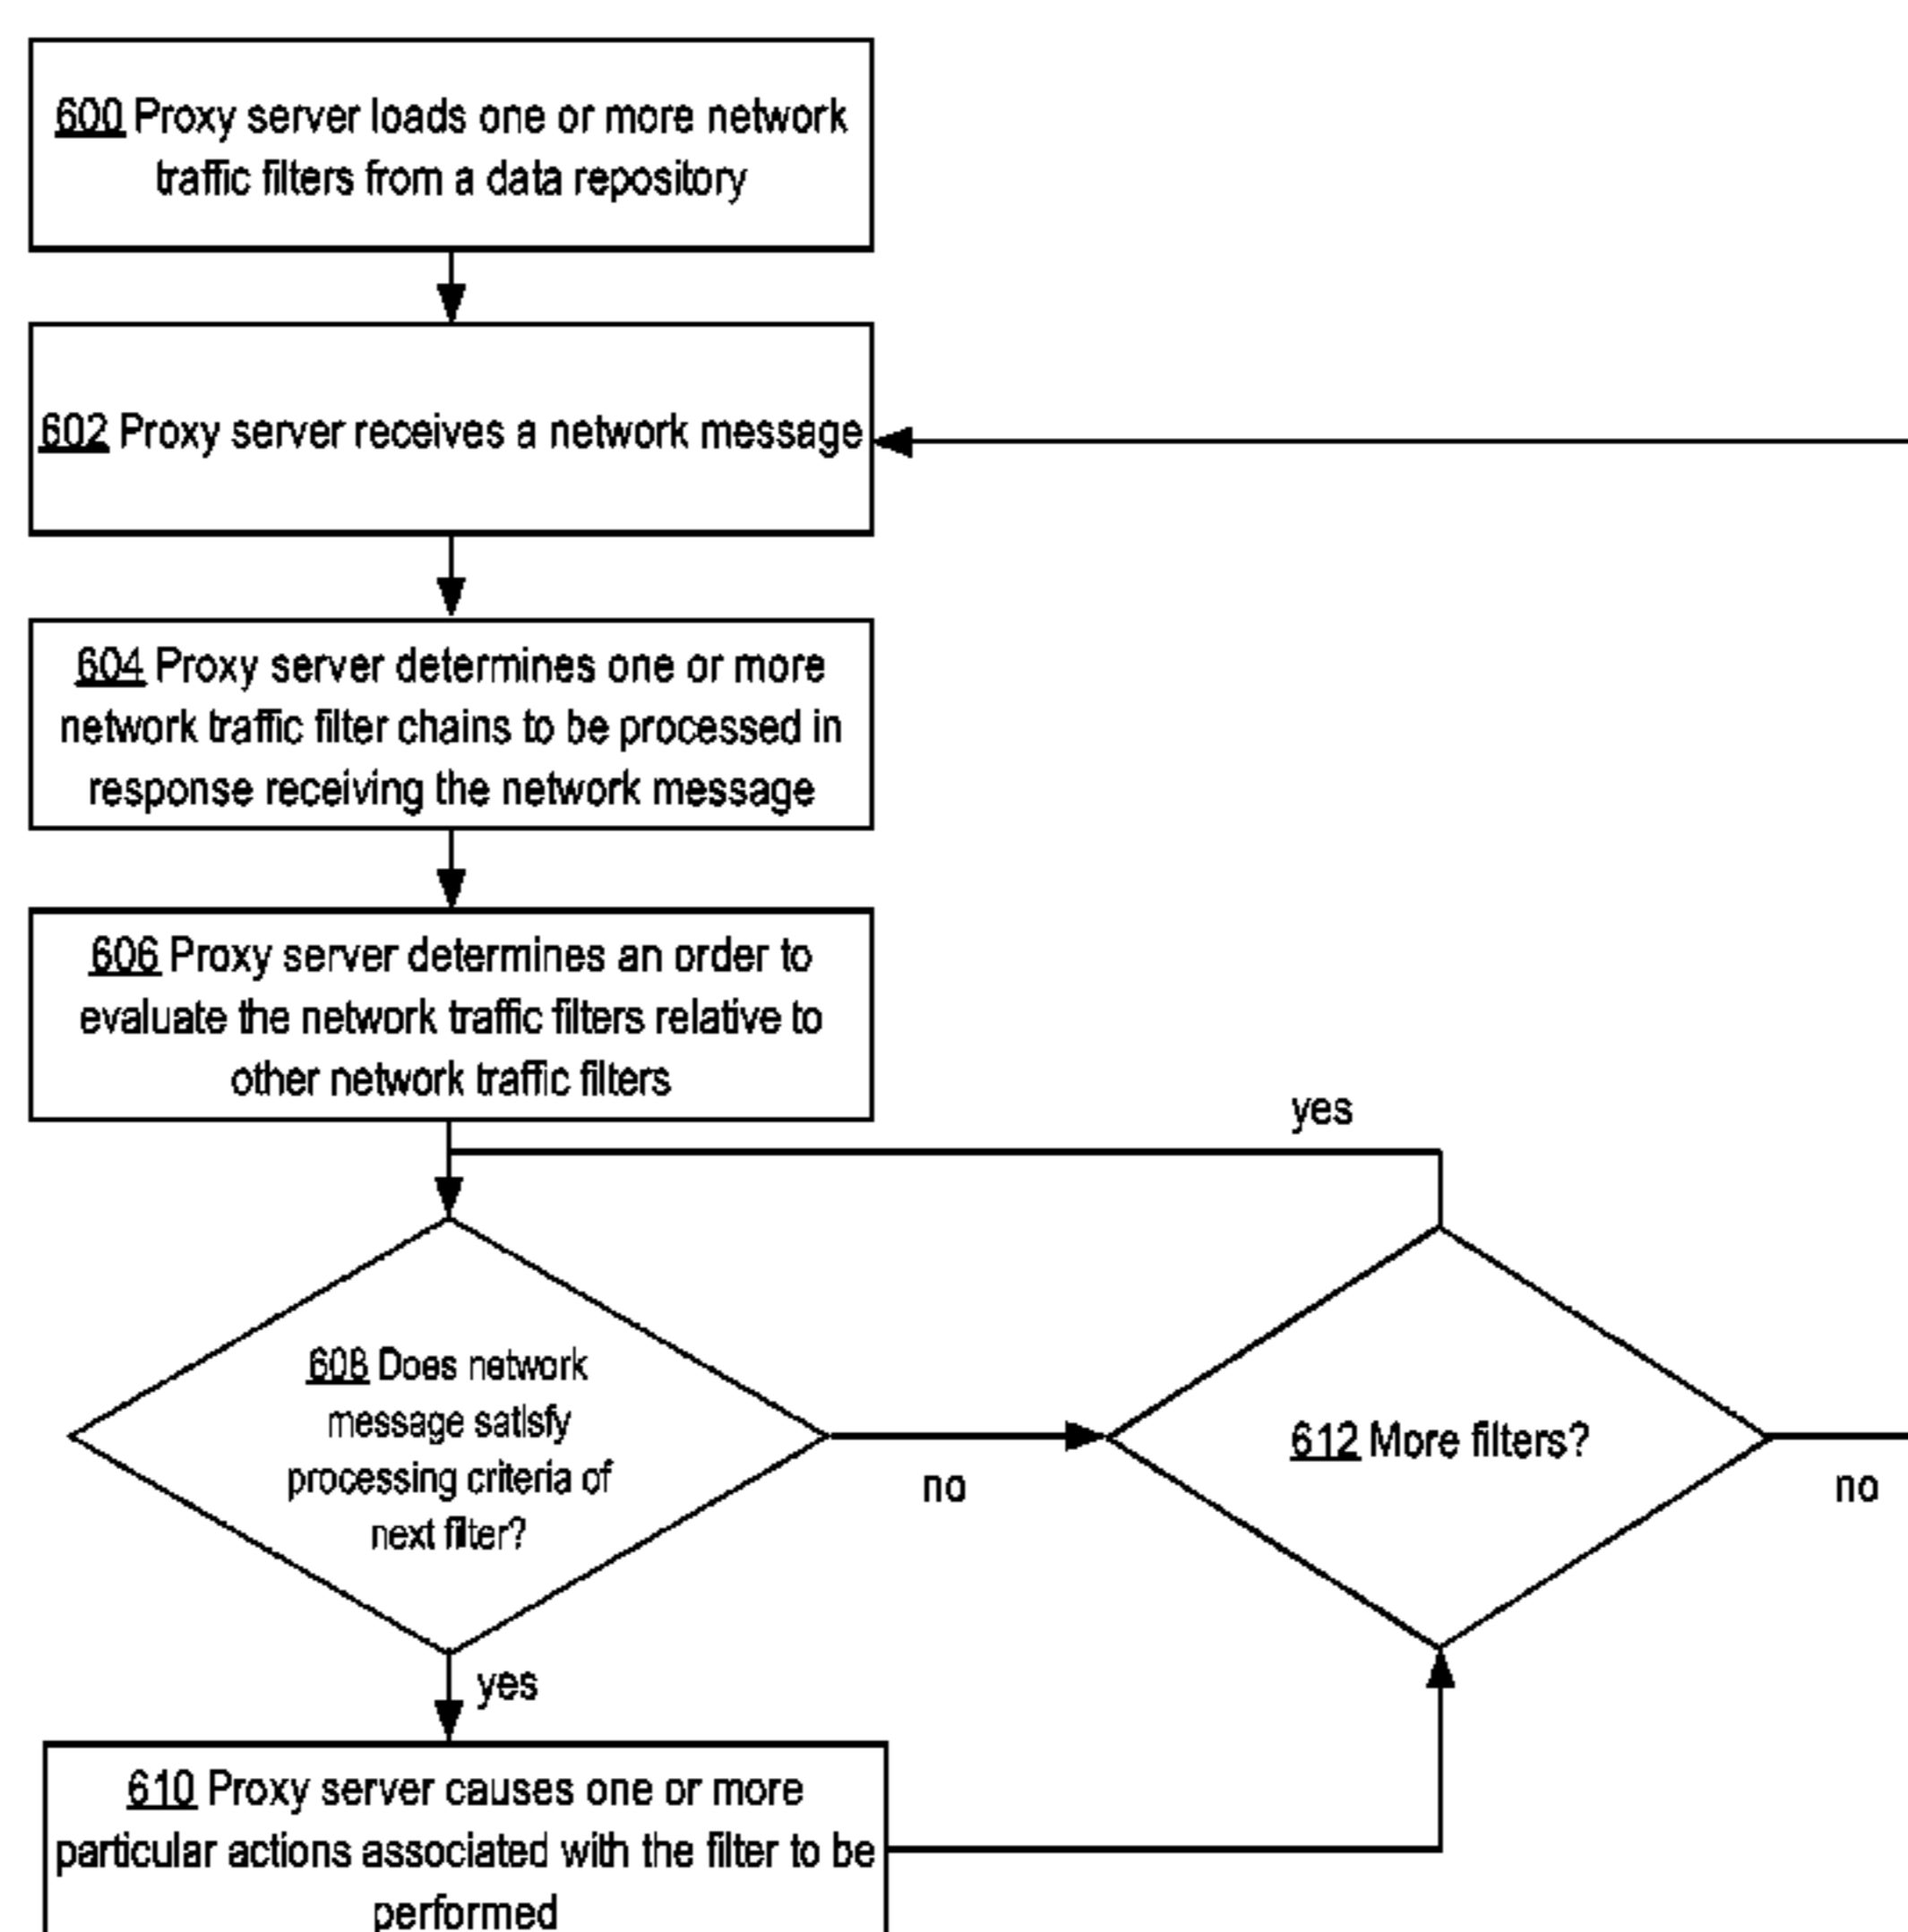 600 Proxy server loads one or more network
traffic filters from a data repository
602 Proxy server receives a network message
604 Proxy server determines one or more
network traffic filter chains to be processed in
response receiving the network message
606 Proxy server determines an order to
evaluate the network traffic filters relative to
other network traffic filters
yes
608 Does network
message satisfy
processing criteria of
next filter?
no
612 More filters?
no
yes
610 Proxy server causes one or more
particular actions associated with the filter to be
performed